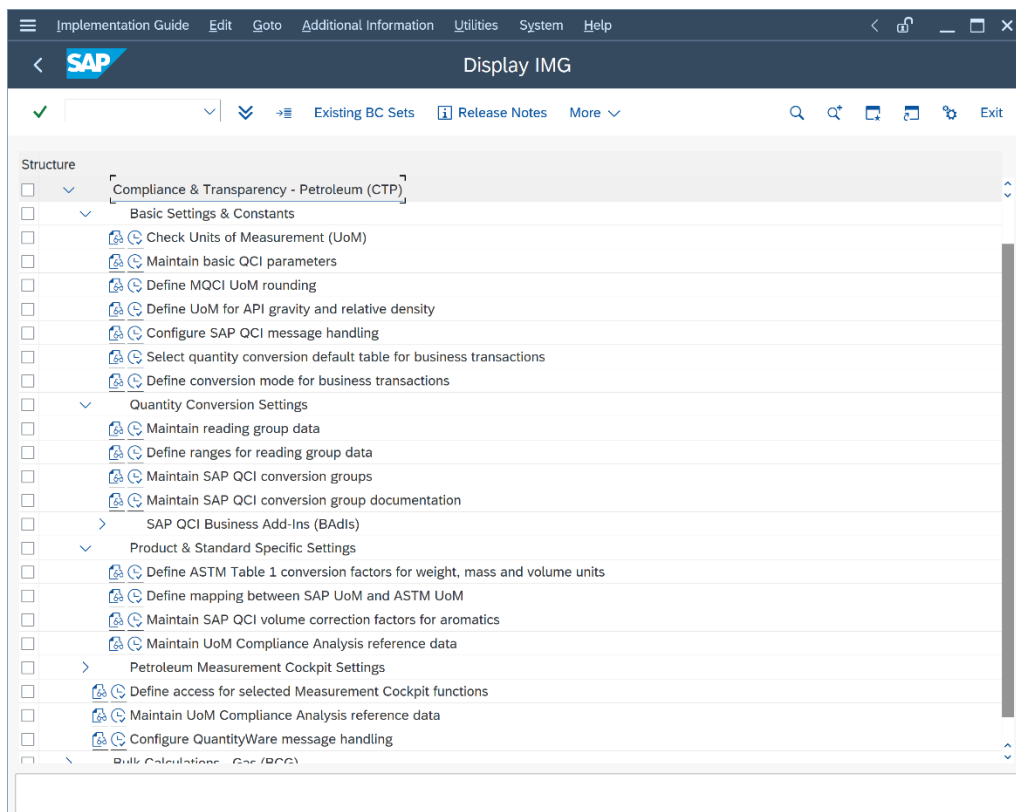 Implementation Guide Edit Goto Additional Information Utilities System Help
SAP Display IMG
Existing BC Sets Release Notes More Exit
Structure
Compliance & Transparency - Petroleum (CTP)
Basic Settings & Constants
Check Units of Measurement (UoM)
Maintain basic QCI parameters
Define MQCI UoM rounding
Define UoM for API gravity and relative density
Configure SAP QCI message handling
Select quantity conversion default table for business transactions
Define conversion mode for business transactions
Quantity Conversion Settings
Maintain reading group data
Define ranges for reading group data
Maintain SAP QCI conversion groups
Maintain SAP QCI conversion group documentation
SAP QCI Business Add-Ins (BAdIs)
Product & Standard Specific Settings
Define ASTM Table 1 conversion factors for weight, mass and volume units
Define mapping between SAP UoM and ASTM UoM
Maintain SAP QCI volume correction factors for aromatics
Maintain UoM Compliance Analysis reference data
Petroleum Measurement Cockpit Settings
Define access for selected Measurement Cockpit functions
Maintain UoM Compliance Analysis reference data
Configure QuantityWare message handling
Bulk Calculations - Gas (BCG)